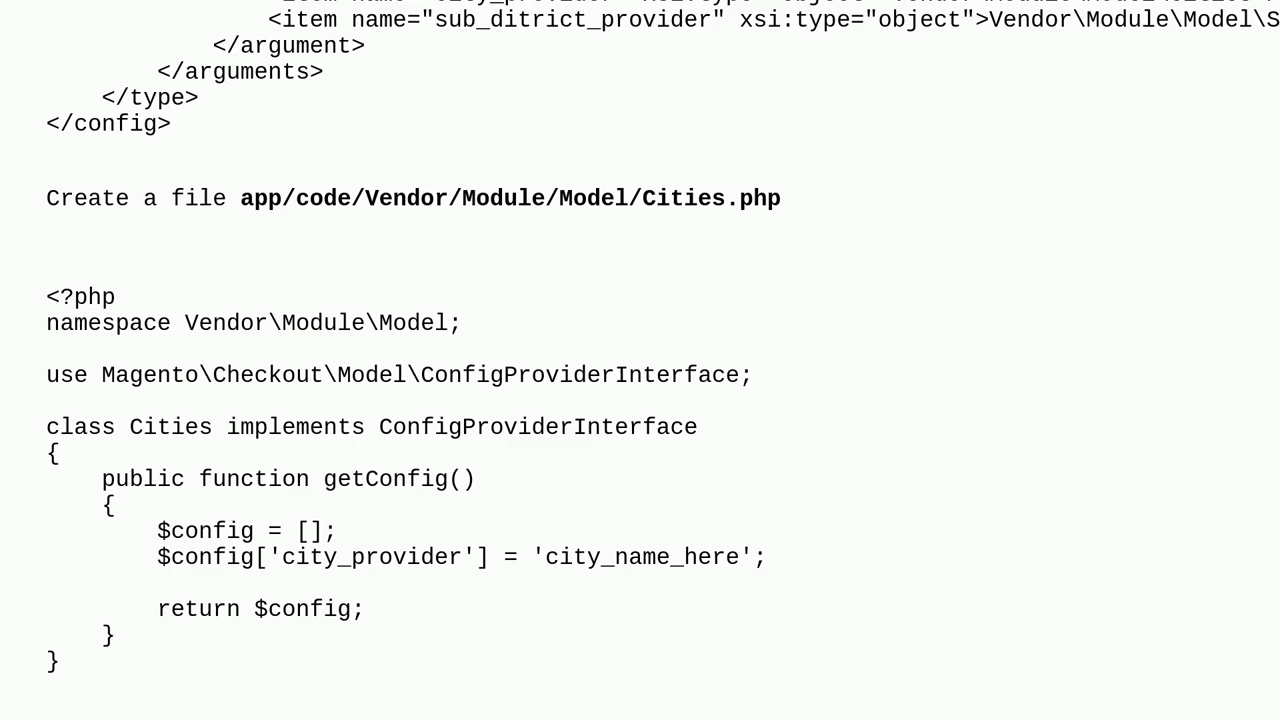 <item name="sub_ditrict_provider" xsi:type="object">Vendor\Module\Model\S
</argument>
</arguments>
</type>
</config>
Create a file app/code/Vendor/Module/Model/Cities.php
<?php
namespace Vendor\Module\Model;
use Magento\Checkout\Model\ConfigProviderInterface;
class Cities implements ConfigProviderInterface
{
public function getConfig()
{
$config = [];
$config['city_provider'] = 'city_name_here';
return $config;
}
}